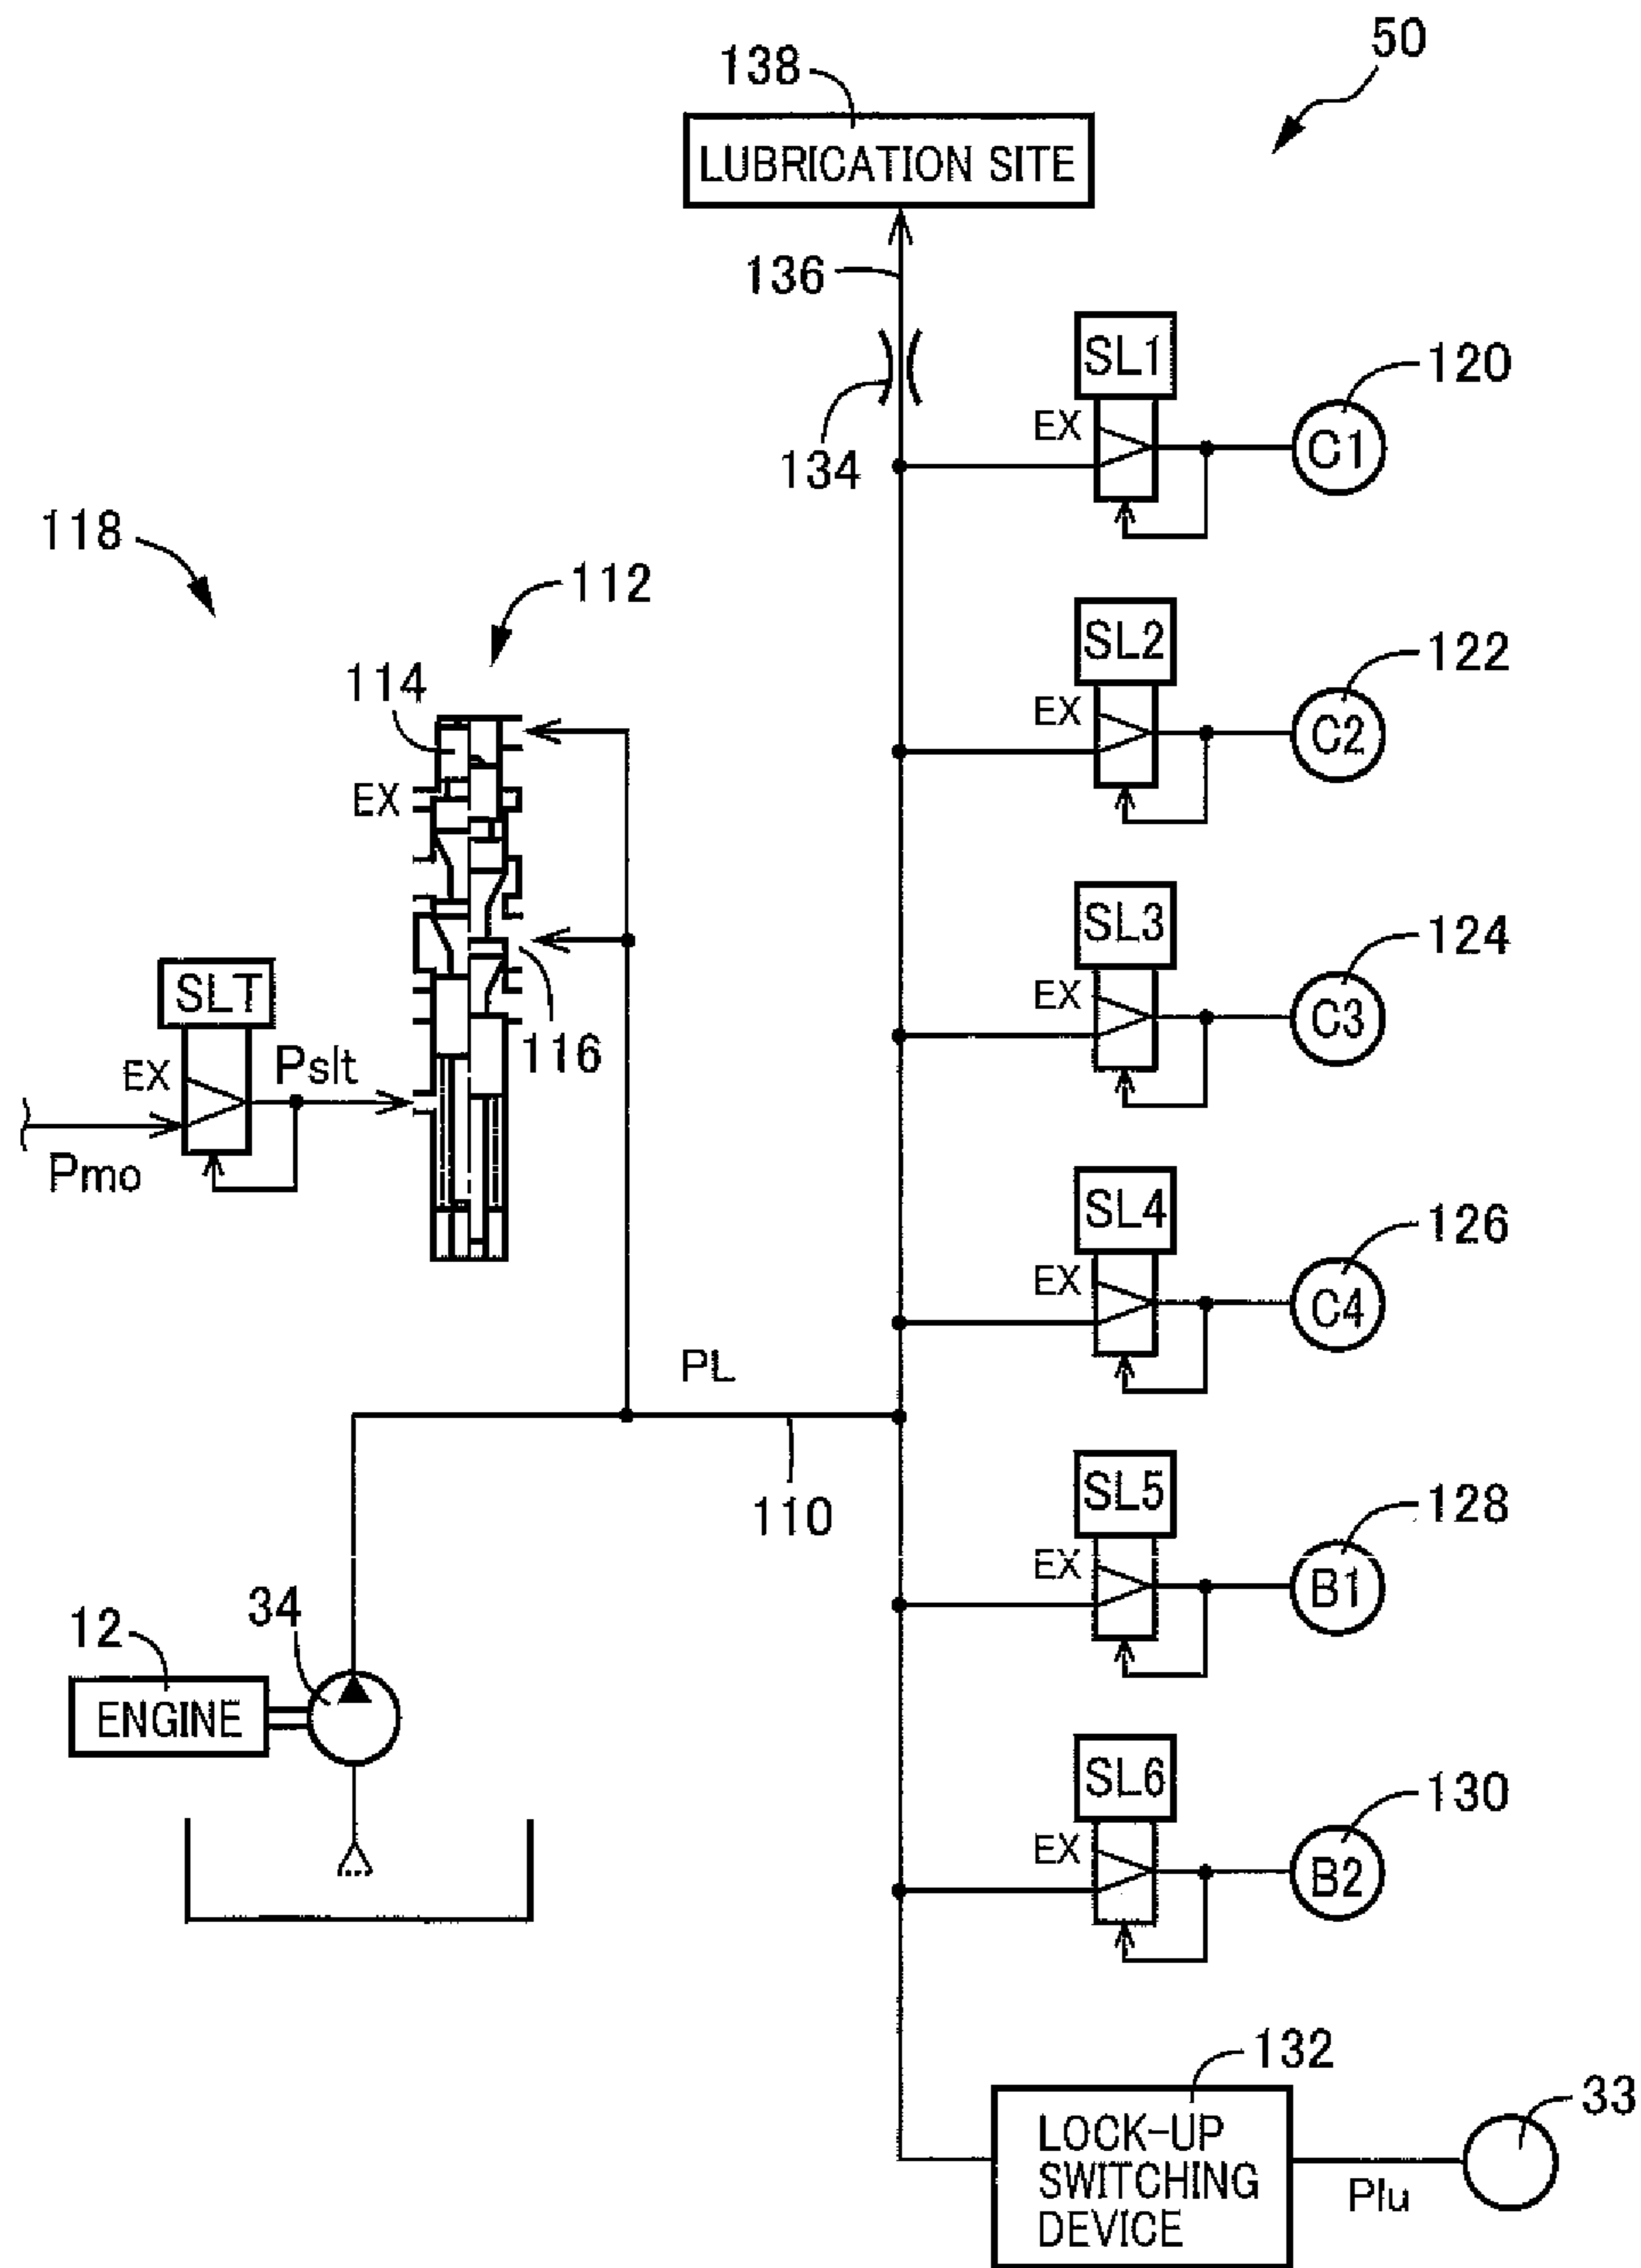 50
138
LUBRICATION SITE
136
SL1
120
EX
C1
134
118
112
SL2
122
114
EX
C2
EX
SL3
124
SLT
EX
C3
116
EX
Pslt
Pmo
SL4
126
EX
C4
PL
SL5
128
110
EX
B1
12
34
ENGINE
SL6
130
EX
B2
132
33
LOCK-UP
SWITCHING
DEVICE
Plu